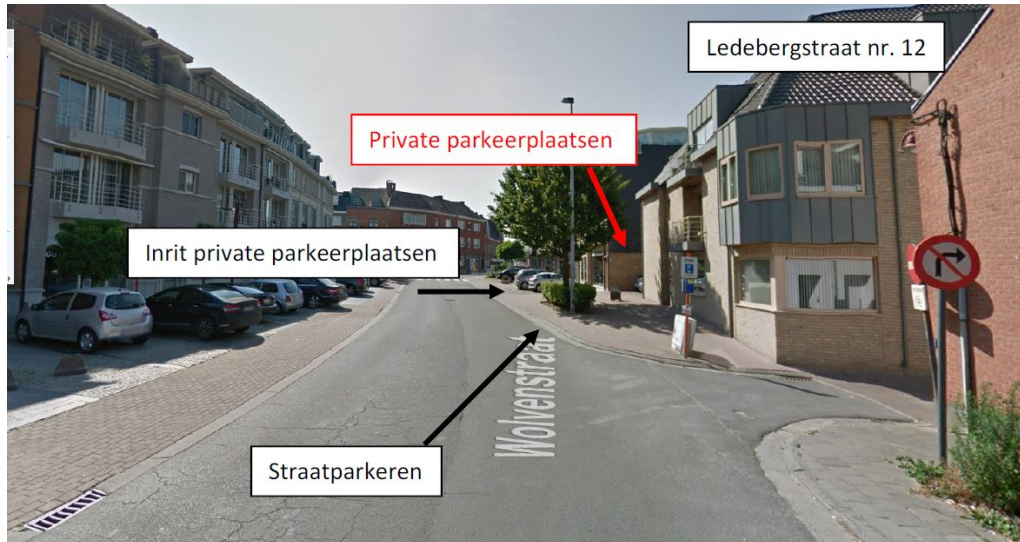 Ledebergstraat nr. 12
Private parkeerplaatsen
Inrit private parkeerplaatsen
Wolvenstraat
Straatparkeren